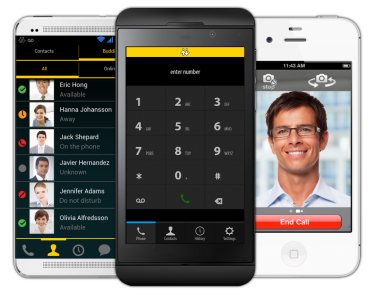 Contacts
Budd
All
Onlin
Eric Hong
Available
Hanna Johansson
Away
Jack Shepard
On the phone
Javier Hernandez
Unknown
Jennifer Adams
Do not disturb
Olivia Alfredsson
Available
enter number
1
2 ABC
3 DEF
4 GHI
5 JKL
6 MNO
7 PQRS
8 TUV
9 WXYZ
*
0
#
Phone
Contacts
History
Settings
11:43 AM
stop
End Call